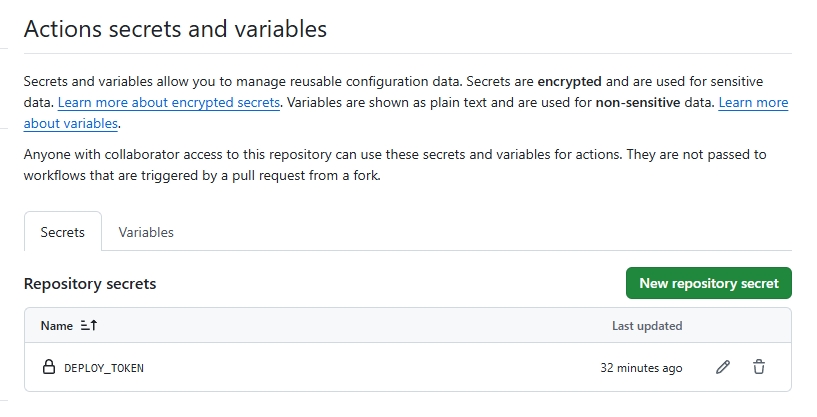 Actions secrets and variables
Secrets and variables allow you to manage reusable configuration data. Secrets are encrypted and are used for sensitive
data. Learn more about encrypted secrets. Variables are shown as plain text and are used for non-sensitive data. Learn more
about variables.
Anyone with collaborator access to this repository can use these secrets and variables for actions. They are not passed to
workflows that are triggered by a pull request from a fork.
Secrets Variables
Repository secrets New repository secret
Name Last updated
DEPLOY_TOKEN 32 minutes ago